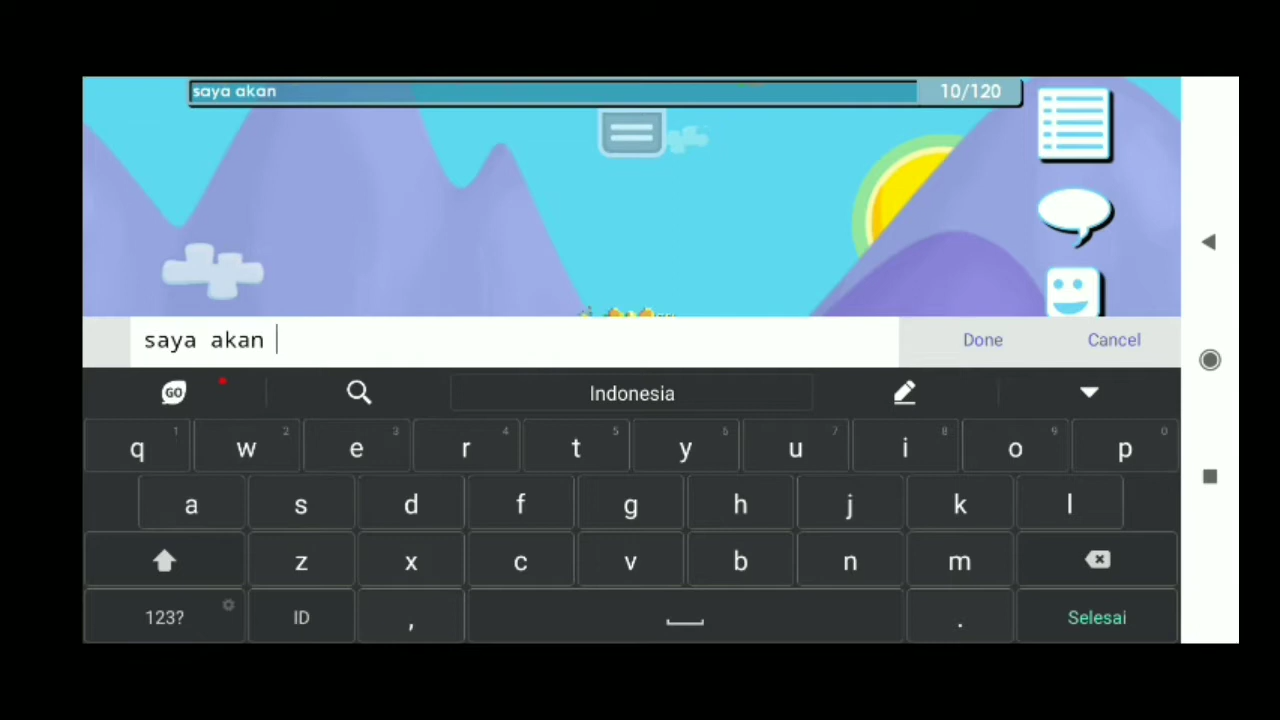 saya akan 10/120
saya akan Done Cancel
GO Indonesia
q 1 w 2 e 3 r 4 t 5 y 6 u 7 i 8 o 9 p 0
a s d f g h j k l
z x c v b n m
123? ID , . Selesai